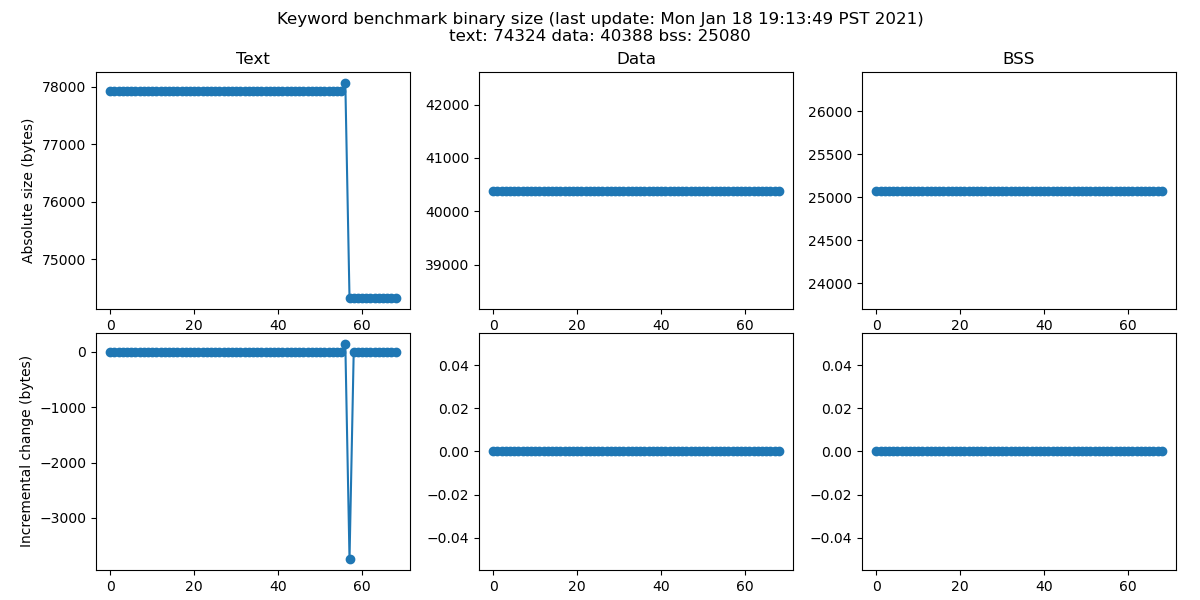 Keyword benchmark binary size (last update: Mon Jan 18 19:13:49 PST 2021)
text: 74324 data: 40388 bss: 25080
Text
Absolute size (bytes)
78000
77000
76000
75000
0 20 40 60
Data
42000
41000
40000
39000
0 20 40 60
BSS
26000
25500
25000
24500
24000
0 20 40 60
Incremental change (bytes)
0
−1000
−2000
−3000
0 20 40 60
0.04
0.02
0.00
−0.02
−0.04
0 20 40 60
0.04
0.02
0.00
−0.02
−0.04
0 20 40 60